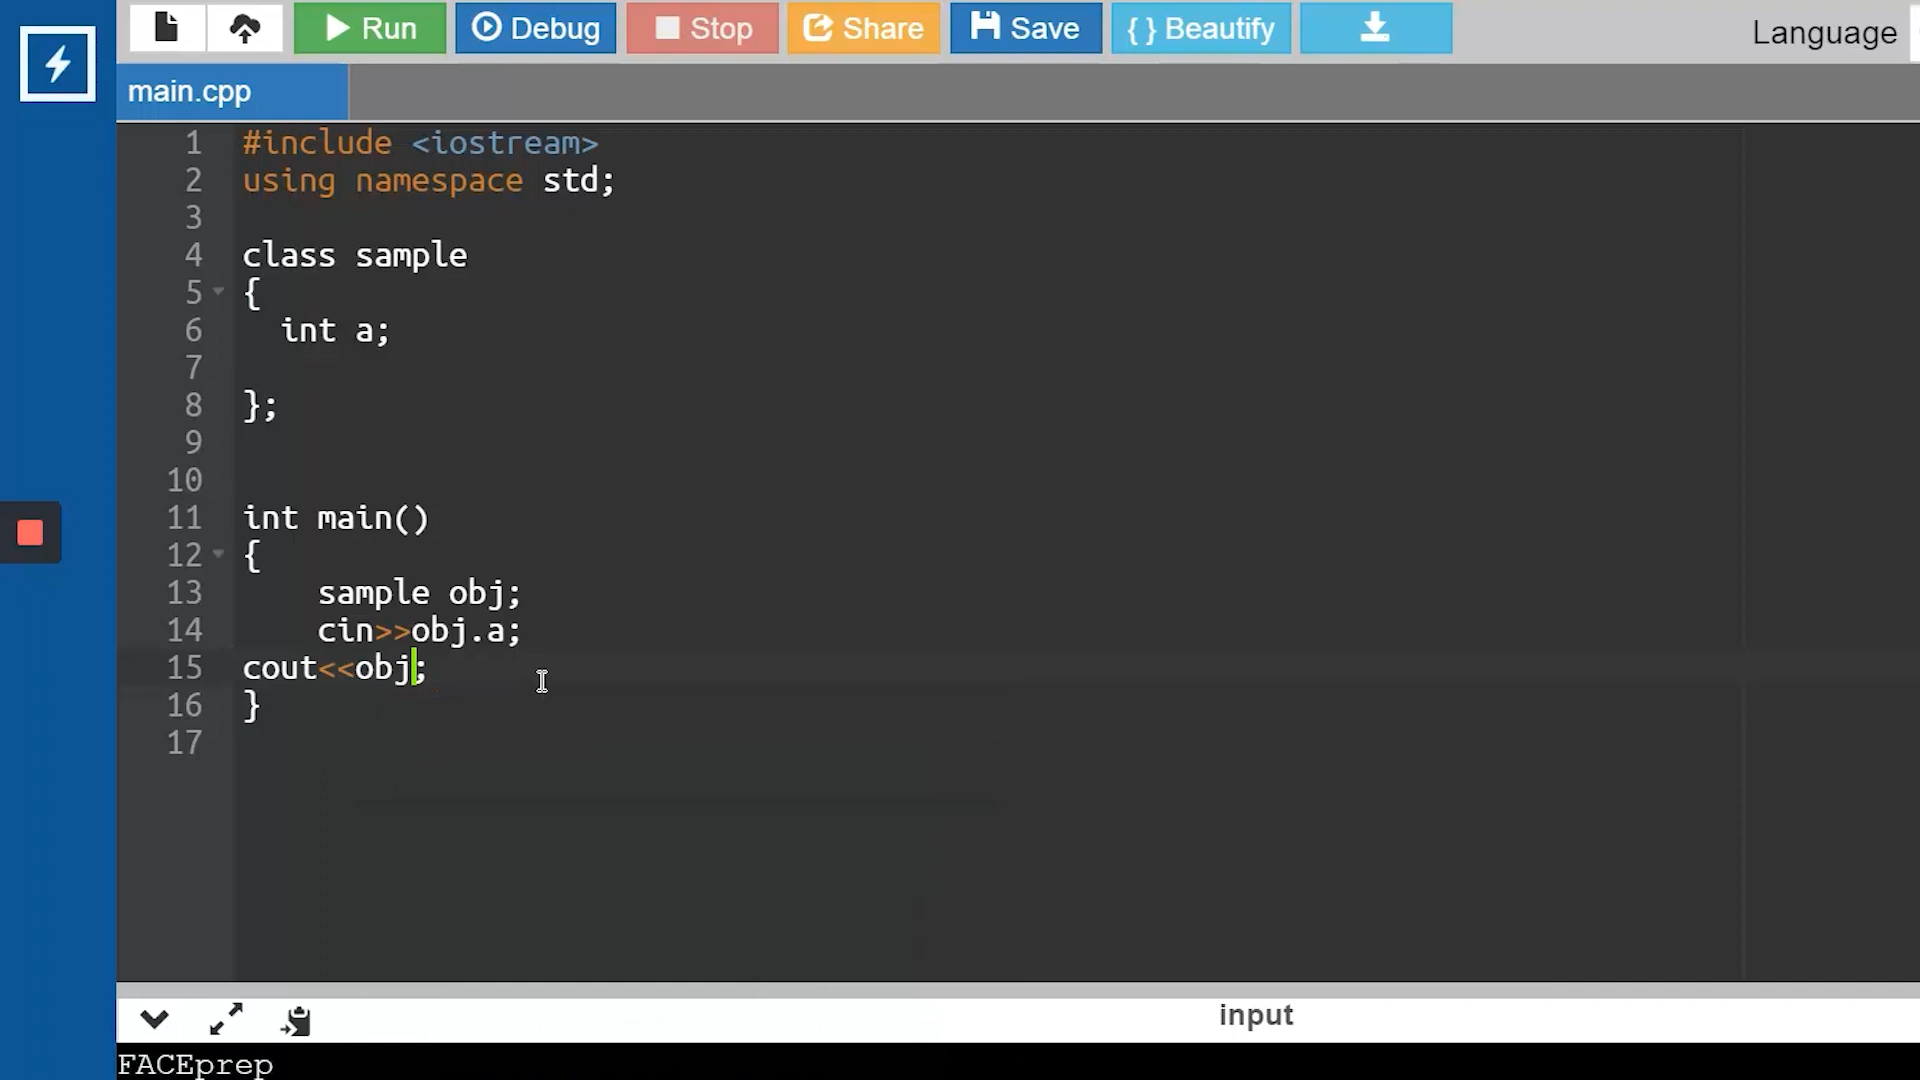 Run Debug Stop Share Save { } Beautify Language
main.cpp
1 #include <iostream>
2 using namespace std;
3
4 class sample
5 {
6 int a;
7
8 };
9
10
11 int main()
12 {
13 sample obj;
14 cin>>obj.a;
15 cout<<obj;
16 }
17
input
FACEprep